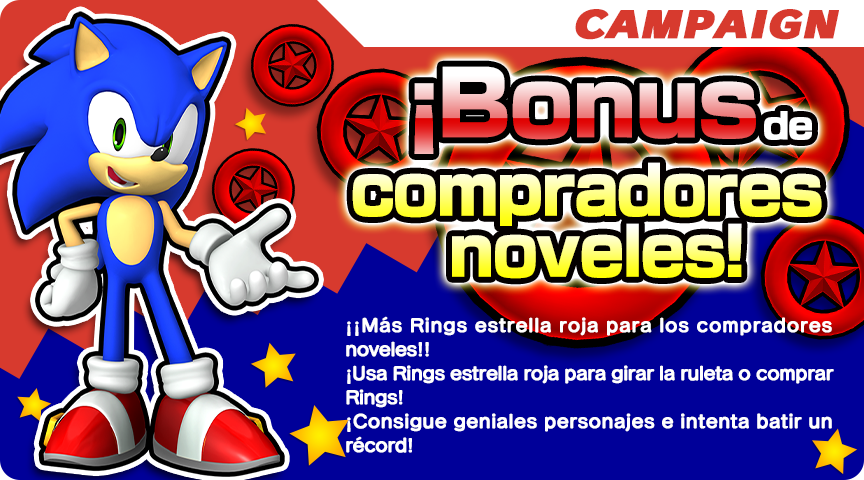 CAMPAIGN
¡Bonus de
compradores
noveles!
¡¡Más Rings estrella roja para los compradores
noveles!!
¡Usa Rings estrella roja para girar la ruleta o comprar
Rings!
¡Consigue geniales personajes e intenta batir un
récord!